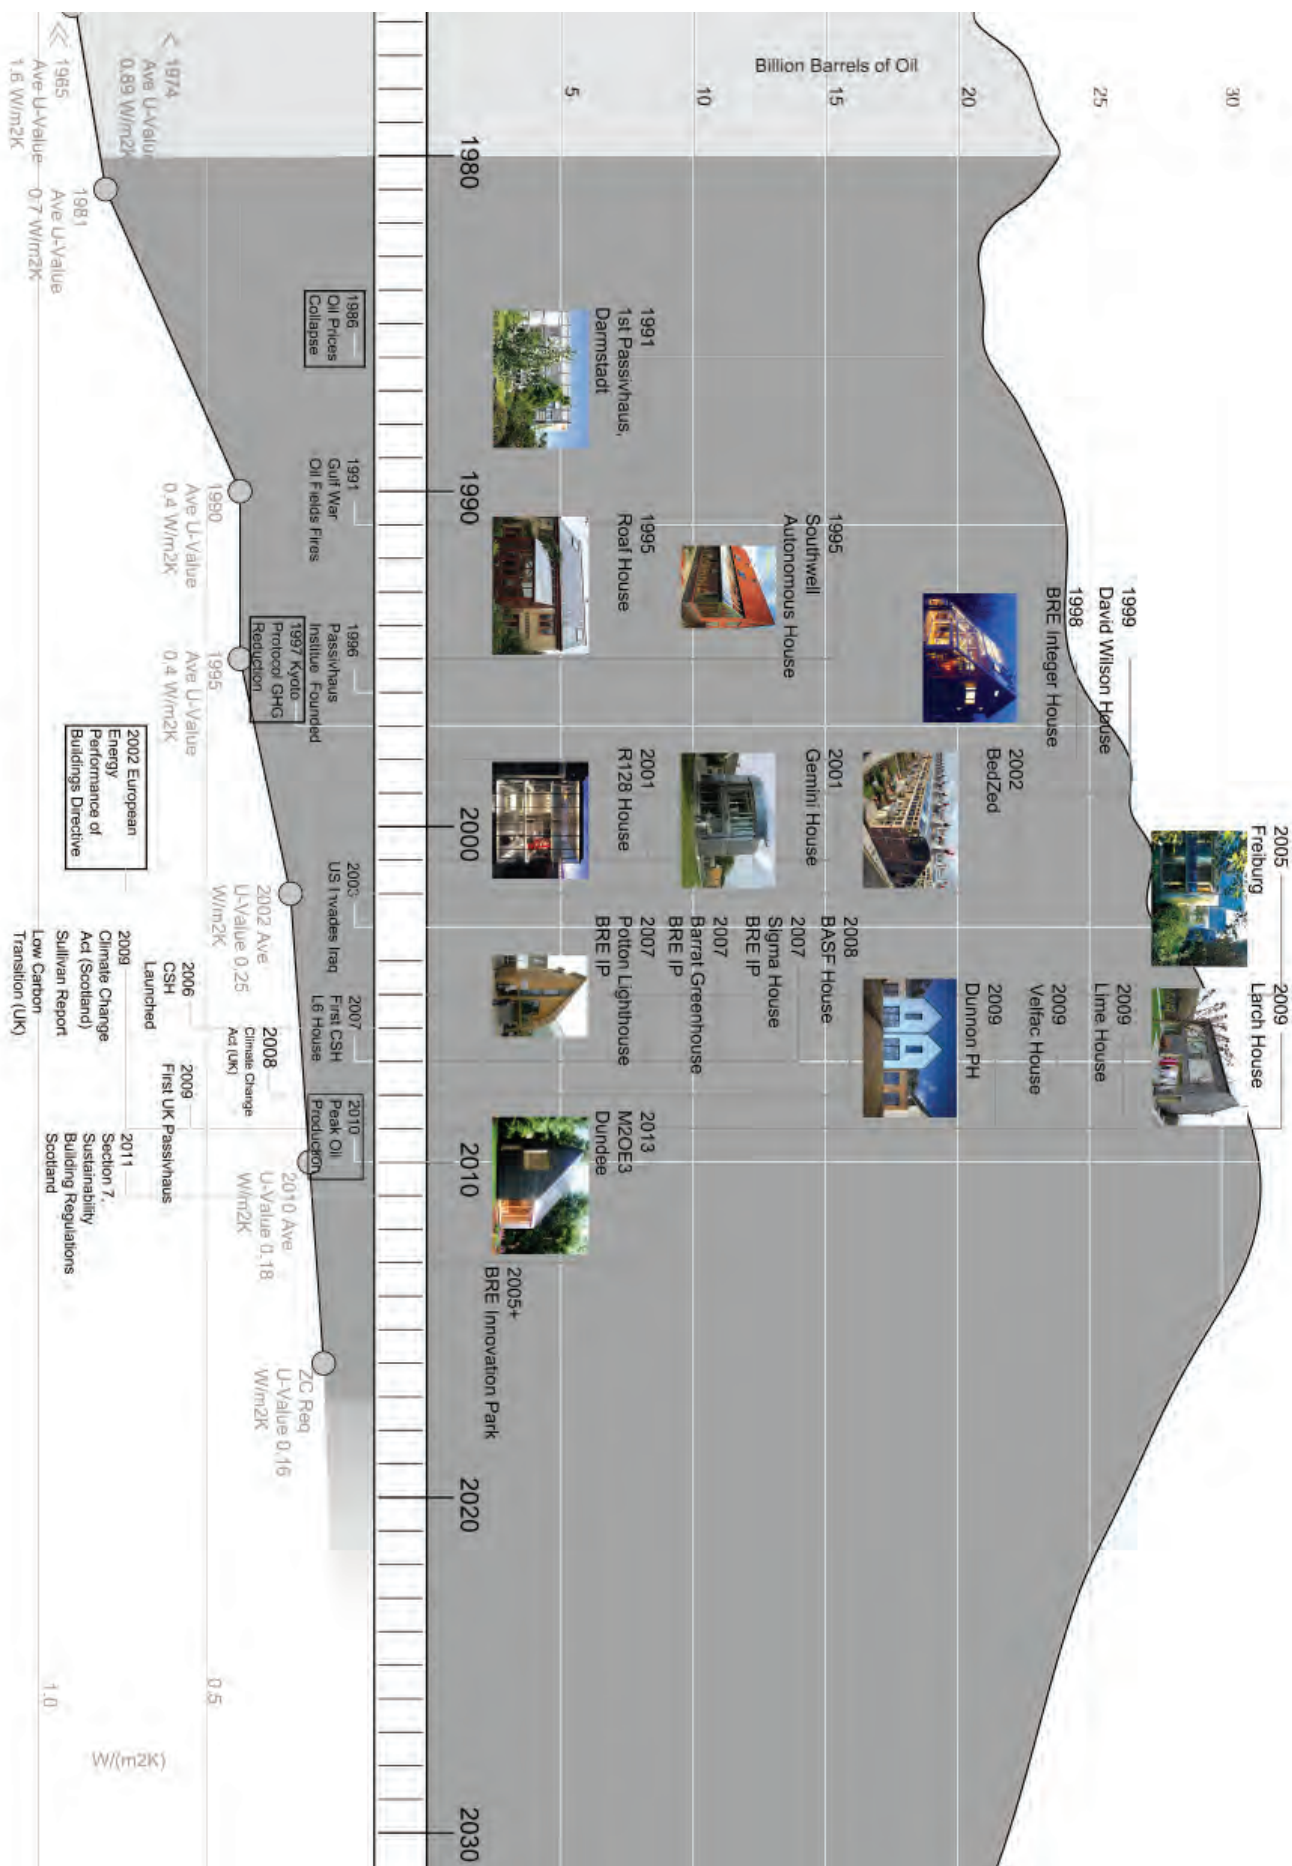 Billion Barrels of Oil
30
25
20
15
10
5
2005
Freiburg
2009
Larch House
1999
David Wilson House
1998
BRE Integer House
2009
Lime House
2009
Velfac House
2009
Dunnon PH
2002
BedZed
1995
Southwell
Autonomous House
2001
Gemini House
2008
BASF House
2007
Sigma House
BRE IP
2007
Barrat Greenhouse
BRE IP
1991
1st Passivhaus,
Darmstadt
1995
Roaf House
2001
R128 House
2007
Potton Lighthouse
BRE IP
2013
M2OE3
Dundee
2005+
BRE Innovation Park
1980
1990
2000
2010
2020
2030
1986
Oil Prices
Collapse
1991
Gulf War
Oil Fields Fires
1996
Passivhaus
Institue Founded
1997 Kyoto
Protocol GHG
Reduction
2003
US Invades Iraq
2007
First CSH
L6 House
2010
Peak Oil
Production
< 1974
Ave U-Value
0.89 W/m2K
<< 1965
Ave U-Value
1.6 W/m2K
1981
Ave U-Value
0.7 W/m2K
1990
Ave U-Value
0.4 W/m2K
1995
Ave U-Value
0.4 W/m2K
2002 Ave
U-Value 0.25
W/m2K
2010 Ave
U-Value 0.18
W/m2K
ZC Req
U-Value 0.16
W/m2K
2008
Climate Change
Act (UK)
2006
CSH
Launched
2009
First UK Passivhaus
2002 European
Energy
Performance of
Buildings Directive
2009
Climate Change
Act (Scotland)
Sullivan Report
Low Carbon
Transition (UK)
2011
Section 7,
Sustainability
Building Regulations
Scotland
0.5
1.0
W/(m2K)